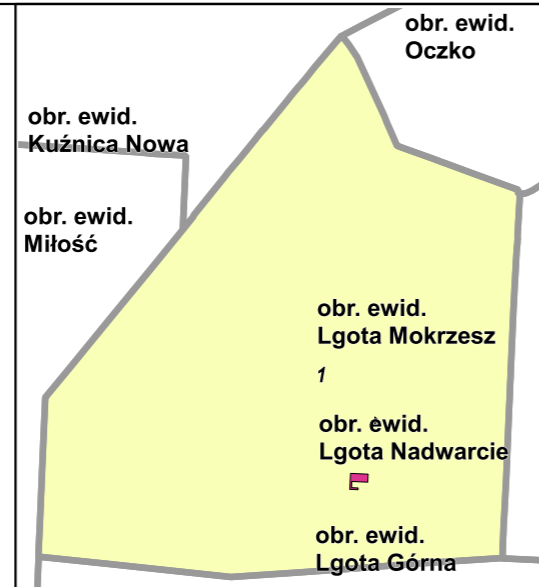 obr. ewid.
Oczko
obr. ewid.
Kuźnica Nowa
obr. ewid.
Miłość
obr. ewid.
Lgota Mokrzesz
1
obr. ewid.
Lgota Nadwarcie
obr. ewid.
Lgota Górna